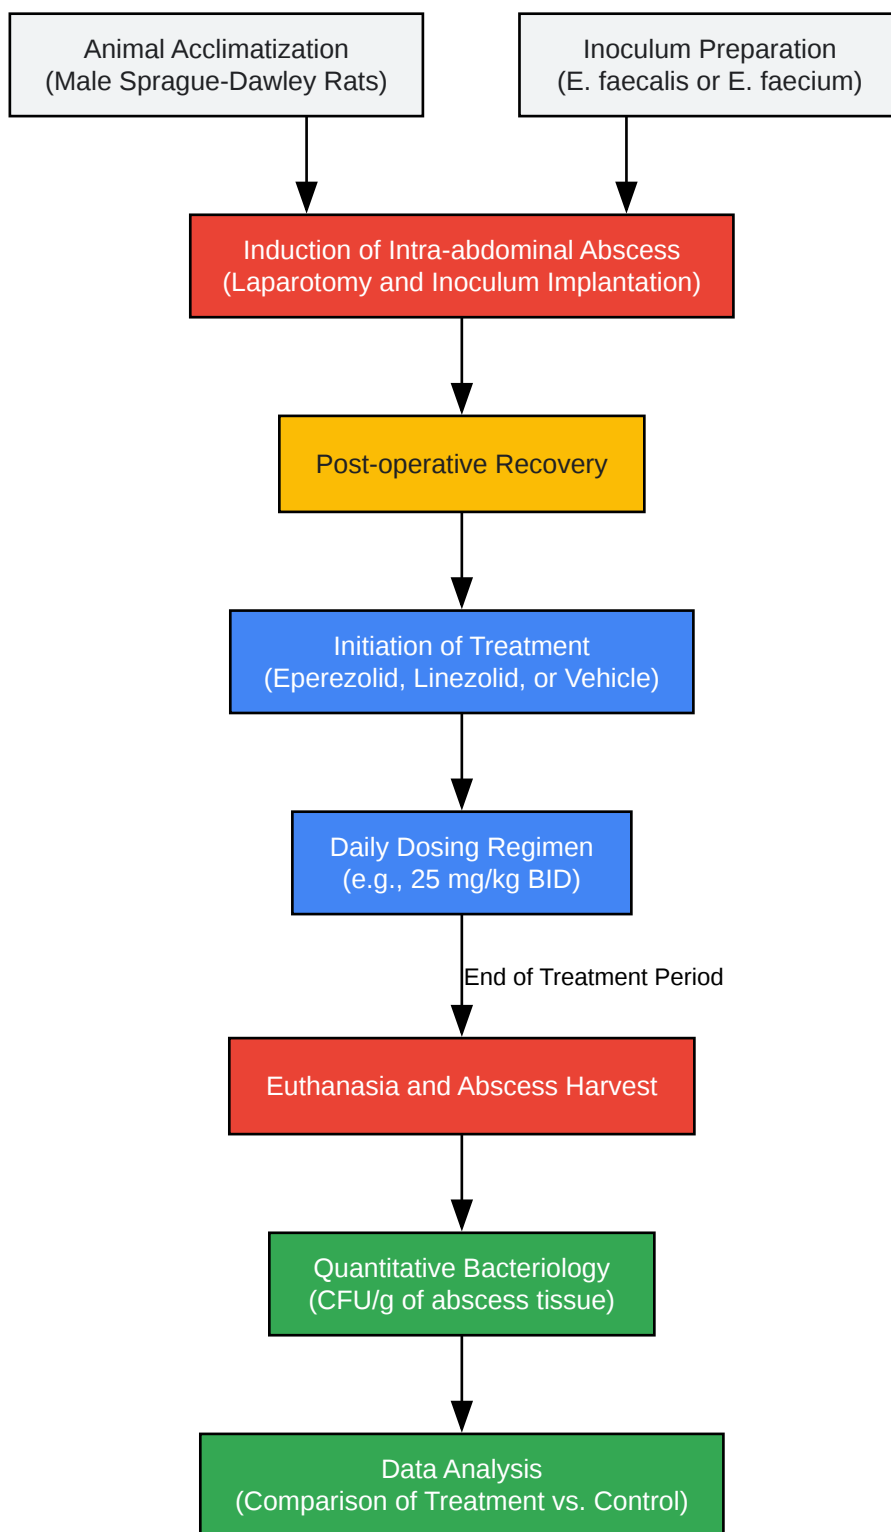 Animal Acclimatization
(Male Sprague-Dawley Rats)
Inoculum Preparation
(E. faecalis or E. faecium)
Induction of Intra-abdominal Abscess
(Laparotomy and Inoculum Implantation)
Post-operative Recovery
Initiation of Treatment
(Eperezolid, Linezolid, or Vehicle)
Daily Dosing Regimen
(e.g., 25 mg/kg BID)
End of Treatment Period
Euthanasia and Abscess Harvest
Quantitative Bacteriology
(CFU/g of abscess tissue)
Data Analysis
(Comparison of Treatment vs. Control)